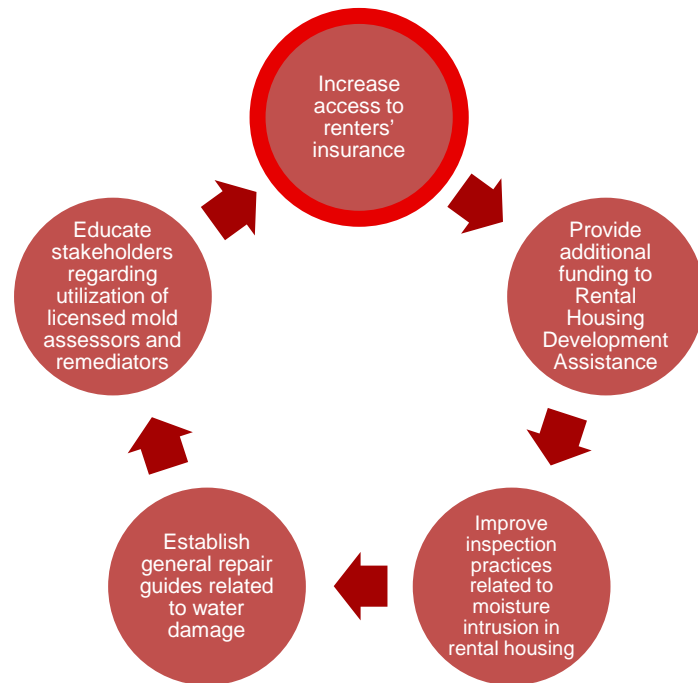 Increase
access to
renters'
insurance
Provide
additional
funding to
Rental
Housing
Development
Assistance
Improve
inspection
practices
related to
moisture
intrusion in
rental housing
Establish
general repair
guides related
to water
damage
Educate
stakeholders
regarding
utilization of
licensed mold
assessors and
remediators